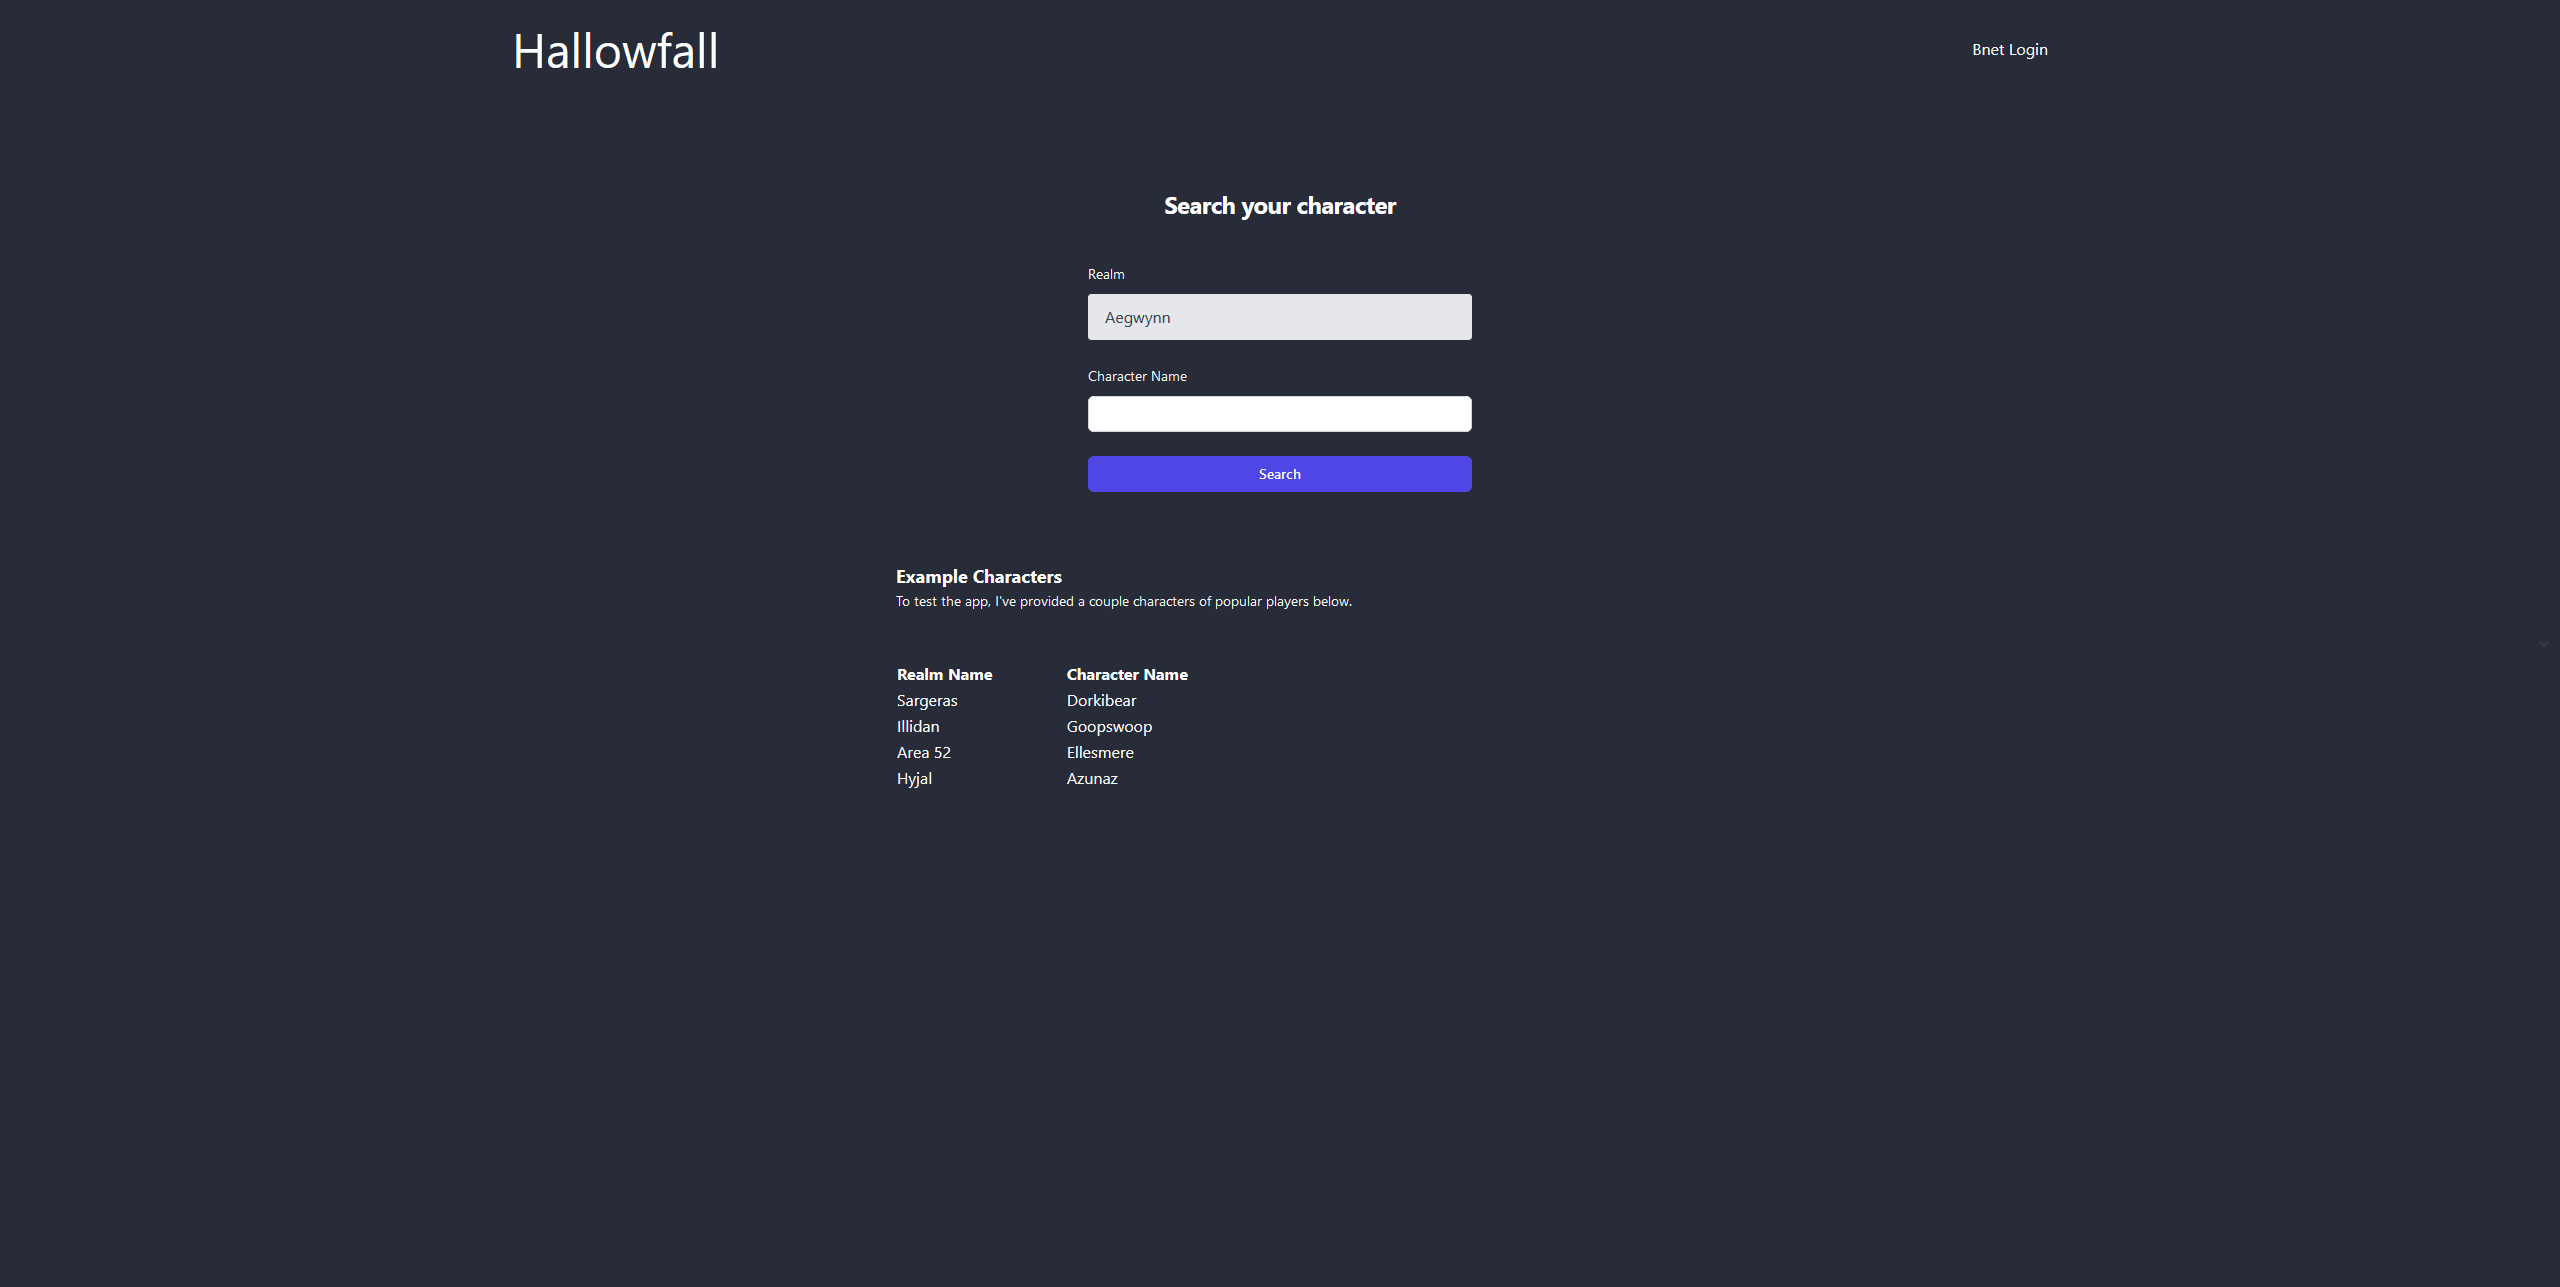 Hallowfall
Bnet Login
Search your character
Realm
Aegwynn
Character Name
Search
Example Characters
To test the app, I've provided a couple characters of popular players below.
Realm Name Character Name
Sargeras Dorkibear
Illidan Goopswoop
Area 52 Ellesmere
Hyjal Azunaz